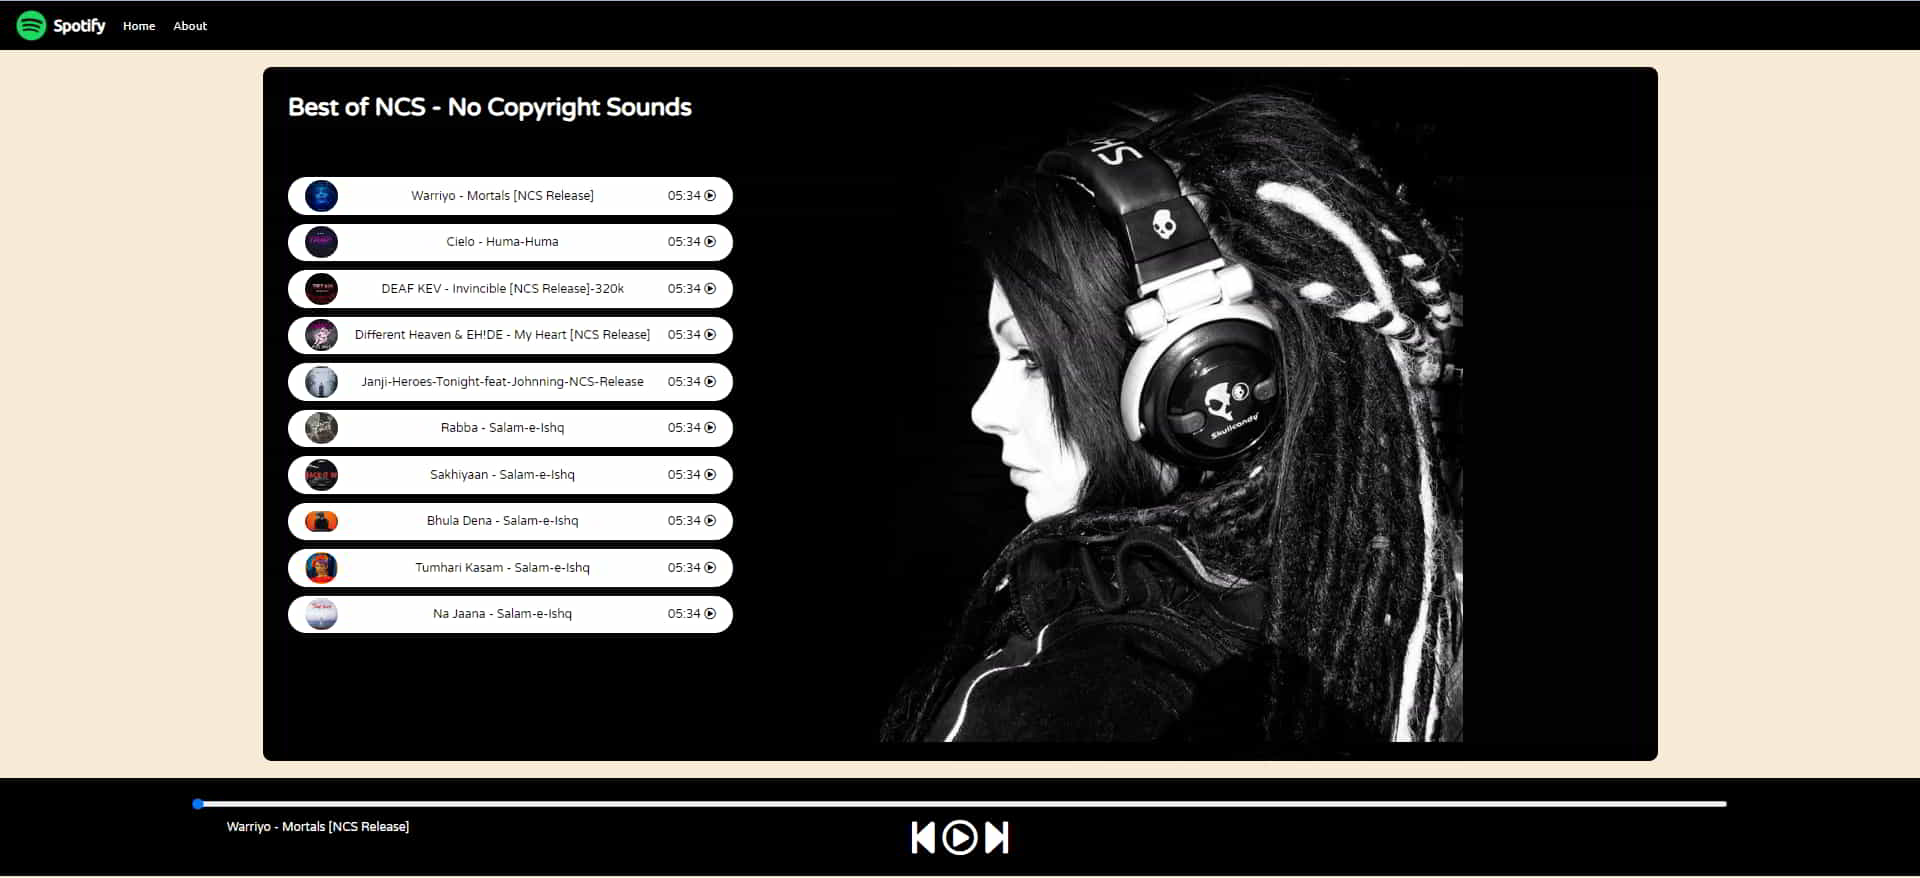 Spotify Home About
Best of NCS - No Copyright Sounds
Warriyo - Mortals [NCS Release] 05:34
Cielo - Huma-Huma 05:34
DEAF KEV - Invincible [NCS Release]-320k 05:34
Different Heaven & EH!DE - My Heart [NCS Release] 05:34
Janji-Heroes-Tonight-feat-Johnning-NCS-Release 05:34
Rabba - Salam-e-Ishq 05:34
Sakhiyaan - Salam-e-Ishq 05:34
Bhula Dena - Salam-e-Ishq 05:34
Tumhari Kasam - Salam-e-Ishq 05:34
Na Jaana - Salam-e-Ishq 05:34
Skullcandy
Warriyo - Mortals [NCS Release]